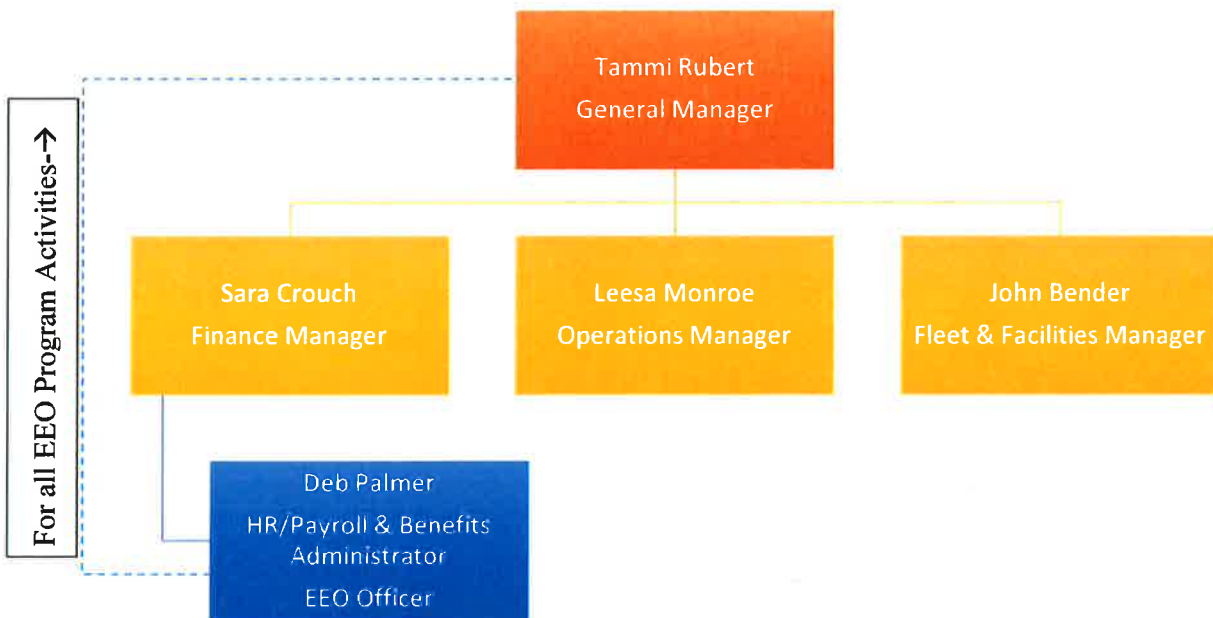 Tammi Rubert
General Manager
For all EEO Program Activities-→
Sara Crouch
Finance Manager
Leesa Monroe
Operations Manager
John Bender
Fleet & Facilities Manager
Deb Palmer
HR/Payroll & Benefits
Administrator
EEO Officer